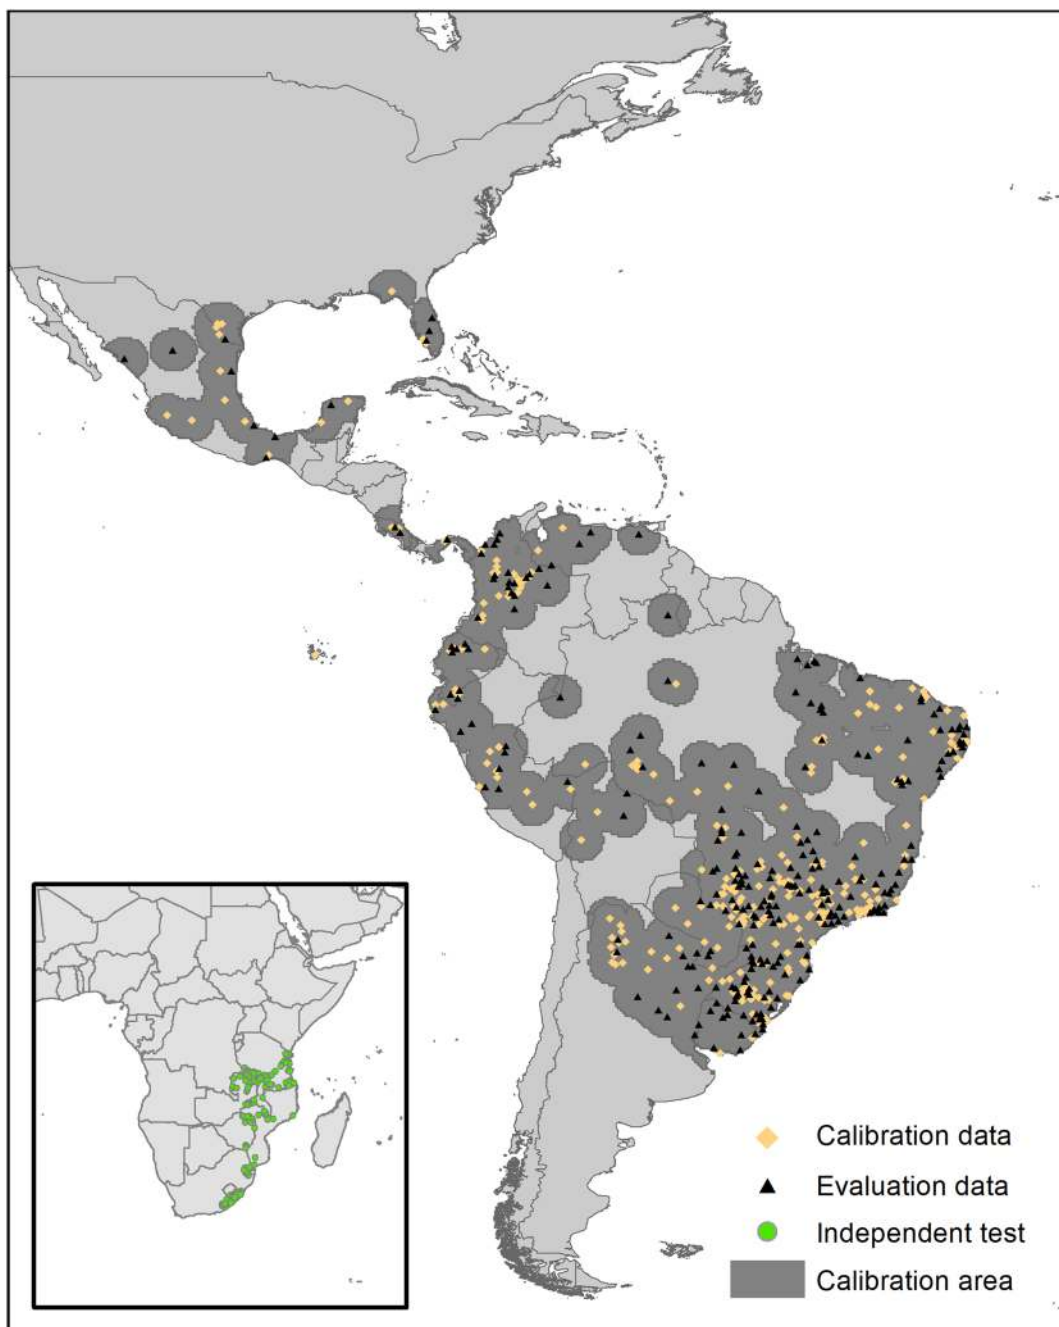 Calibration data
Evaluation data
Independent test
Calibration area